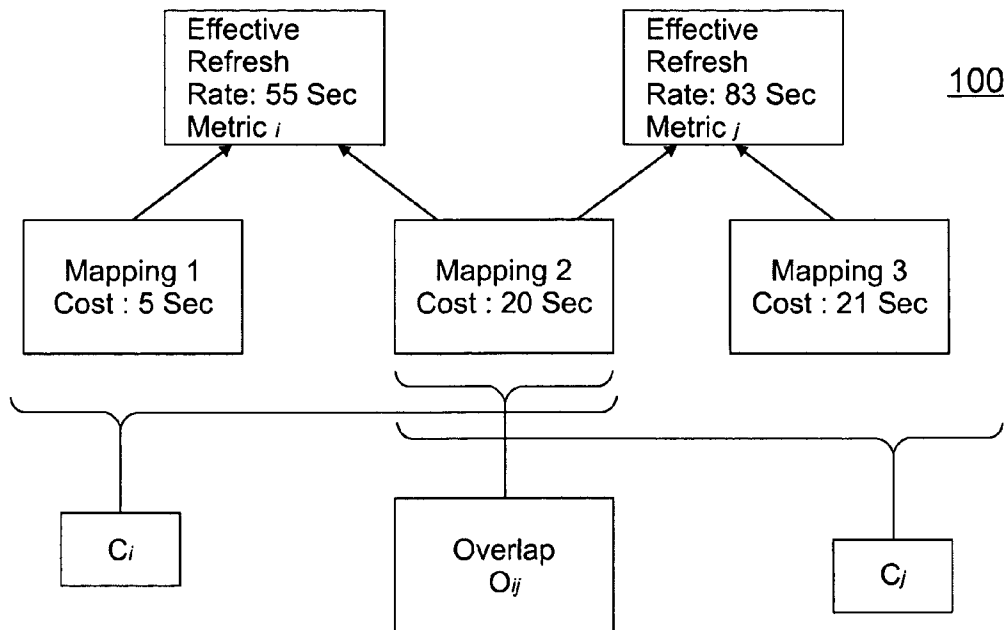 Effective
Refresh
Rate: 55 Sec
Metric i
Effective
Refresh
Rate: 83 Sec
Metric j
100
Mapping 1
Cost : 5 Sec
Mapping 2
Cost : 20 Sec
Mapping 3
Cost : 21 Sec
Ci
Overlap
Oij
Cj